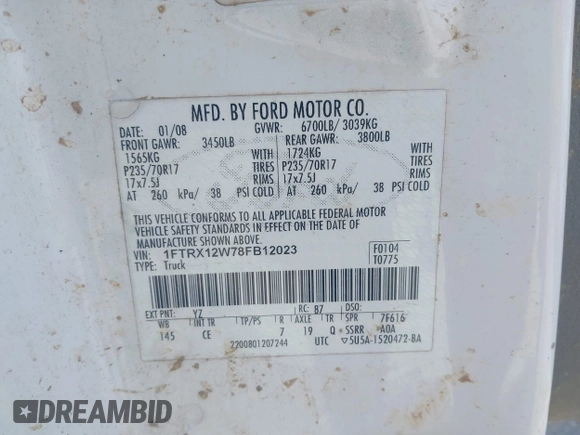 MFD. BY FORD MOTOR CO.
DATE: 01/08 GVWR: 6700LB/ 3039KG
FRONT GAWR: 3450LB REAR GAWR: 3800LB
1565KG WITH 1724KG WITH
P235/70R17 TIRES P235/70R17 TIRES
17x7.5J RIMS 17x7.5J RIMS
AT 260 kPa/ 38 PSI COLD AT 260 kPa/ 38 PSI COLD
THIS VEHICLE CONFORMS TO ALL APPLICABLE FEDERAL MOTOR
VEHICLE SAFETY STANDARDS IN EFFECT ON THE DATE OF
MANUFACTURE SHOWN ABOVE.
VIN: 1FTRX12W78FB12023 F0104
TYPE: Truck T0775
EXT PNT: YZ RC: 87 DSO:
WB INT TR TP/PS R AXLE TR SPR 7F616
145 CE 7 19 Q SSRR AOA
2200801207244 UTC 5U5A-1520472-BA
DREAMBID